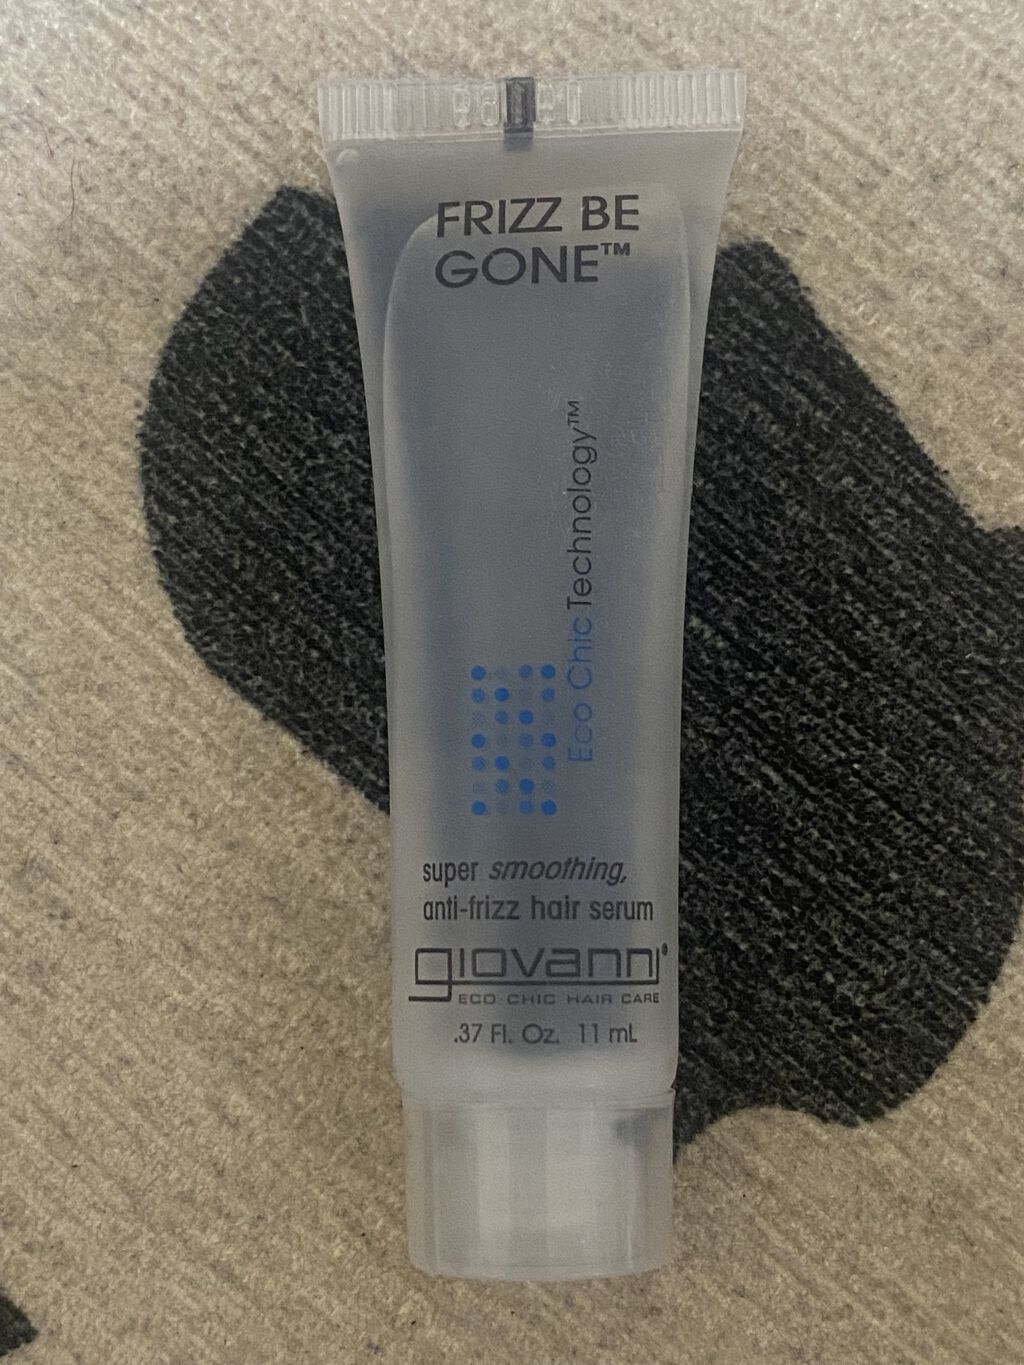 FRIZZ BE
GONE™
Eco Chic Technology™
super smoothing,
anti-frizz hair serum
giovanni®
ECO CHIC HAIR CARE
.37 Fl. Oz. 11 mL